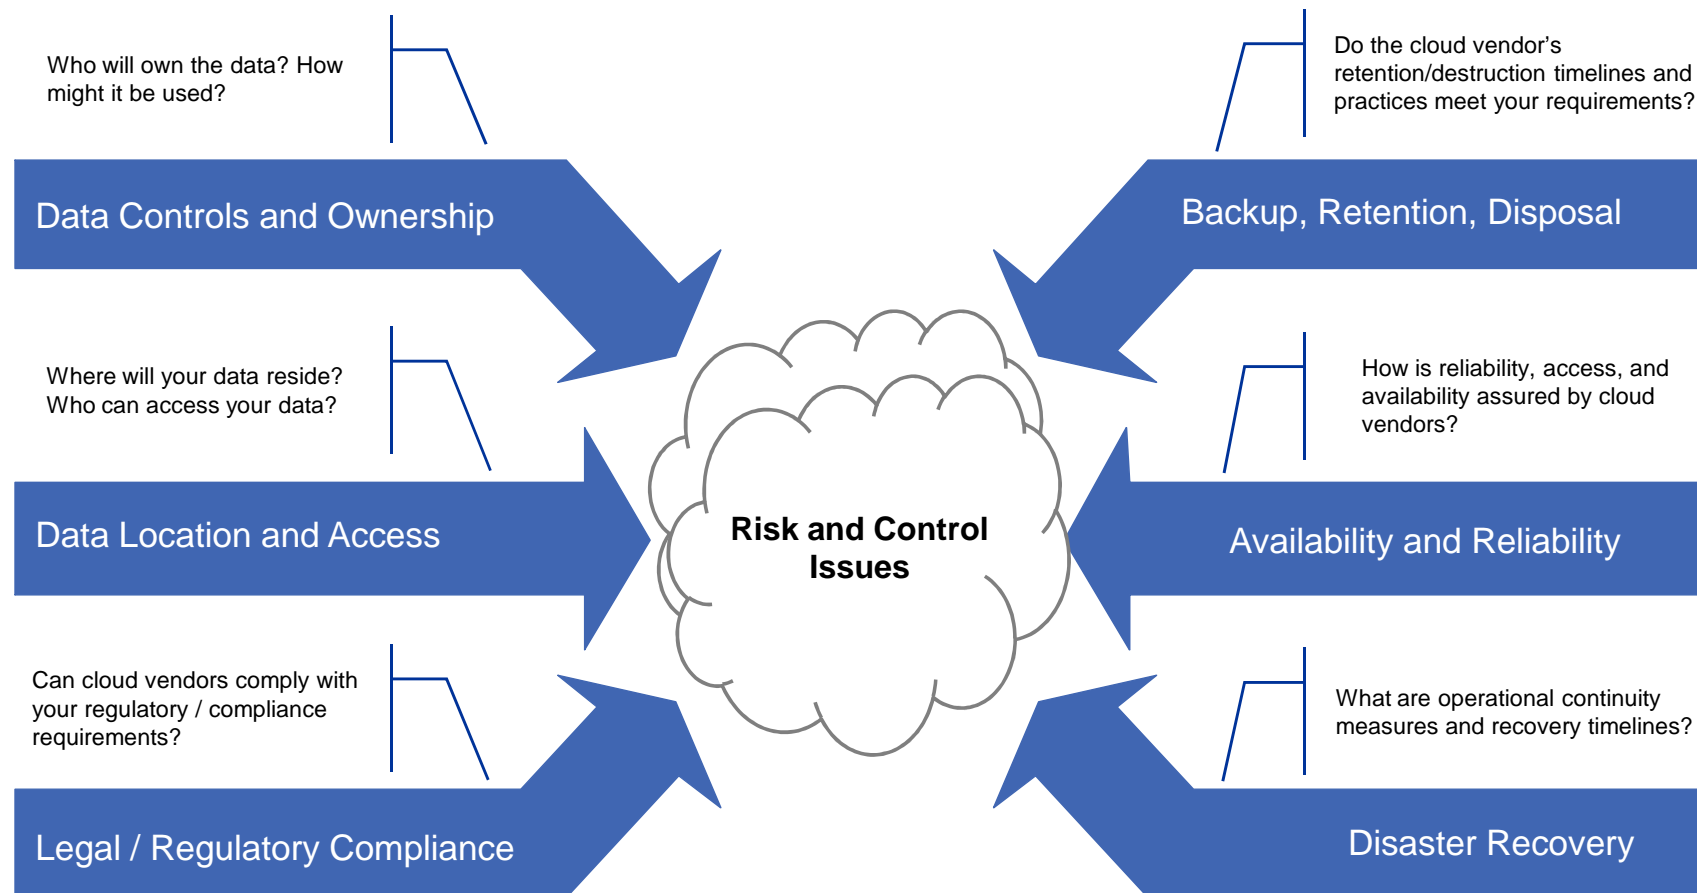 Who will own the data? How
might it be used?
Data Controls and Ownership
Where will your data reside?
Who can access your data?
Data Location and Access
Can cloud vendors comply with
your regulatory / compliance
requirements?
Legal / Regulatory Compliance
Risk and Control
Issues
Do the cloud vendor’s
retention/destruction timelines and
practices meet your requirements?
Backup, Retention, Disposal
How is reliability, access, and
availability assured by cloud
vendors?
Availability and Reliability
What are operational continuity
measures and recovery timelines?
Disaster Recovery